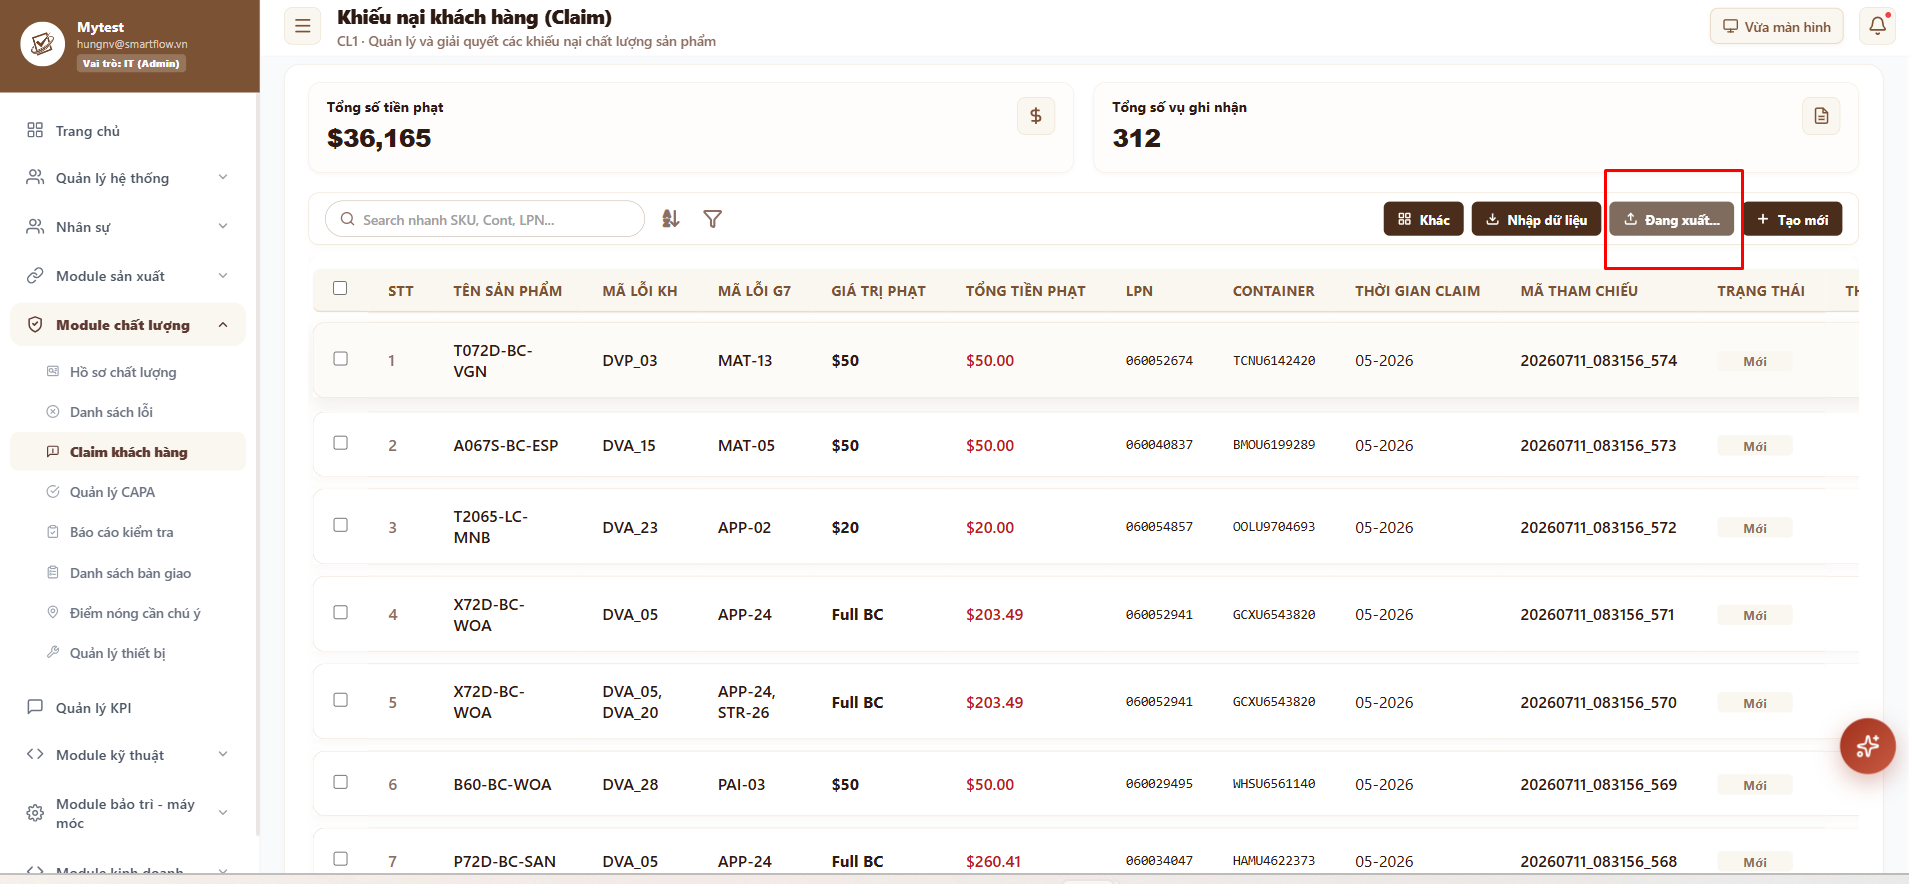 Mytest
hungnv@smartflow.vn
Vai trò: IT (Admin)
Trang chủ
Quản lý hệ thống
Nhân sự
Module sản xuất
Module chất lượng
Hồ sơ chất lượng
Danh sách lỗi
Claim khách hàng
Quản lý CAPA
Báo cáo kiểm tra
Danh sách bàn giao
Điểm nóng cần chú ý
Quản lý thiết bị
Quản lý KPI
Module kỹ thuật
Module bảo trì - máy
móc
Module kinh doanh
Khiếu nại khách hàng (Claim)
CL1 · Quản lý và giải quyết các khiếu nại chất lượng sản phẩm
Vừa màn hình
Tổng số tiền phạt
$36,165
Tổng số vụ ghi nhận
312
Search nhanh SKU, Cont, LPN...
Khác
Nhập dữ liệu
Đang xuất...
Tạo mới
STT TÊN SẢN PHẨM MÃ LỖI KH MÃ LỖI G7 GIÁ TRỊ PHẠT TỔNG TIỀN PHẠT LPN CONTAINER THỜI GIAN CLAIM MÃ THAM CHIẾU TRẠNG THÁI
1 T072D-BC-VGN DVP_03 MAT-13 $50 $50.00 060052674 TCNU6142420 05-2026 20260711_083156_574 Mới
2 A067S-BC-ESP DVA_15 MAT-05 $50 $50.00 060040837 BMOU6199289 05-2026 20260711_083156_573 Mới
3 T2065-LC-MNB DVA_23 APP-02 $20 $20.00 060054857 OOLU9704693 05-2026 20260711_083156_572 Mới
4 X72D-BC-WOA DVA_05 APP-24 Full BC $203.49 060052941 GCXU6543820 05-2026 20260711_083156_571 Mới
5 X72D-BC-WOA DVA_05, DVA_20 APP-24, STR-26 Full BC $203.49 060052941 GCXU6543820 05-2026 20260711_083156_570 Mới
6 B60-BC-WOA DVA_28 PAI-03 $50 $50.00 060029495 WHSU6561140 05-2026 20260711_083156_569 Mới
7 P72D-BC-SAN DVA_05 APP-24 Full BC $260.41 060034047 HAMU4622373 05-2026 20260711_083156_568 Mới